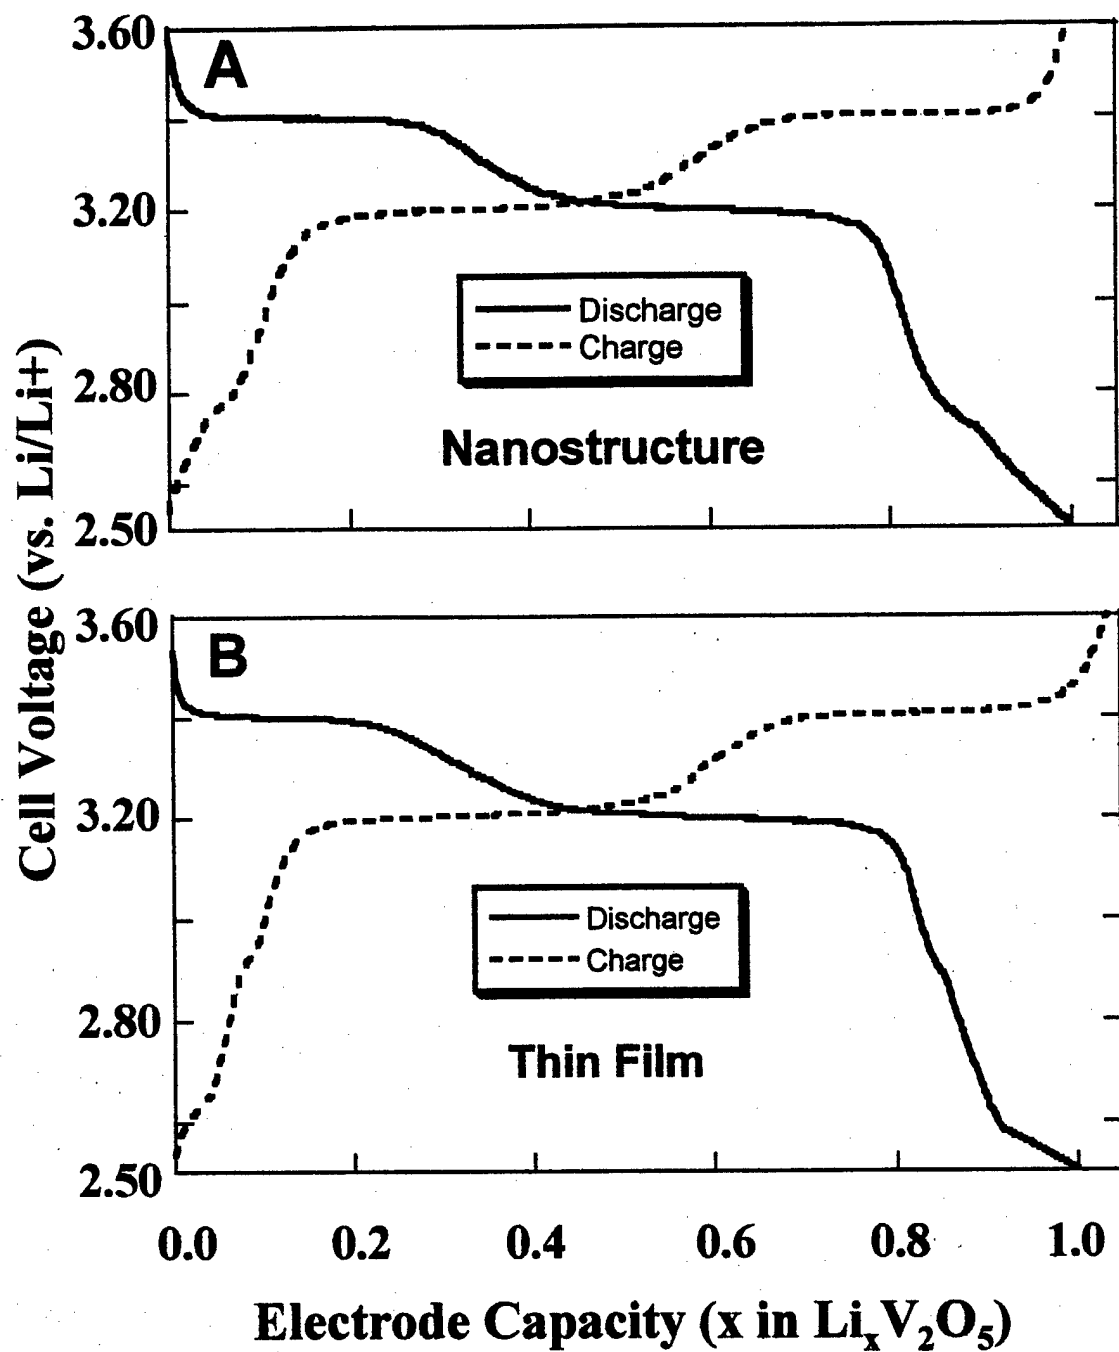 A
3.60
3.20
2.80
2.50
Discharge
Charge
Nanostructure
B
3.60
3.20
2.80
2.50
Discharge
Charge
Thin Film
0.0 0.2 0.4 0.6 0.8 1.0
Electrode Capacity (x in LiₓV₂O₅)
Cell Voltage (vs. Li/Li+)